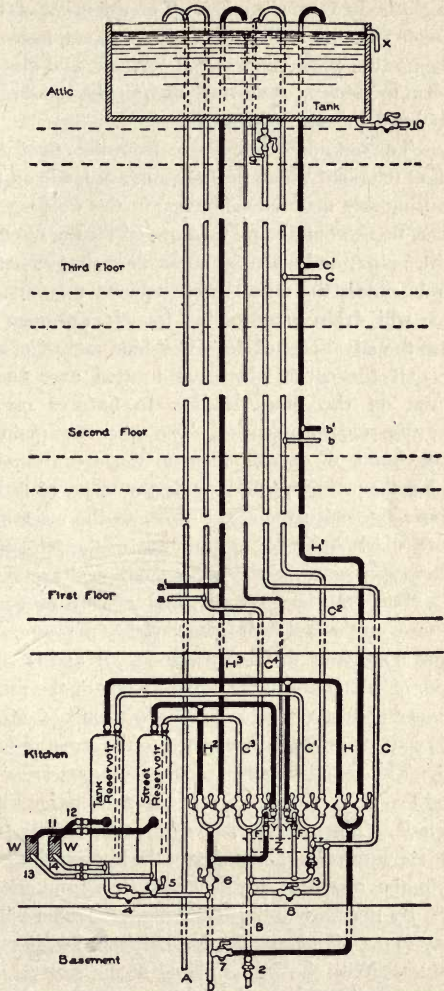 X
Attic
Tank
10
9
Third Floor
C'
C
Second Floor
b'
b
H'
a'
a
First Floor
C²
H³
C⁴
Kitchen
Tank
Reservoir
Street
Reservoir
H²
C³
C'
H
C
12
11
W
W
13
14
F
Y
F
Z
5
4
6
3
8
B
Basement
7
2
A